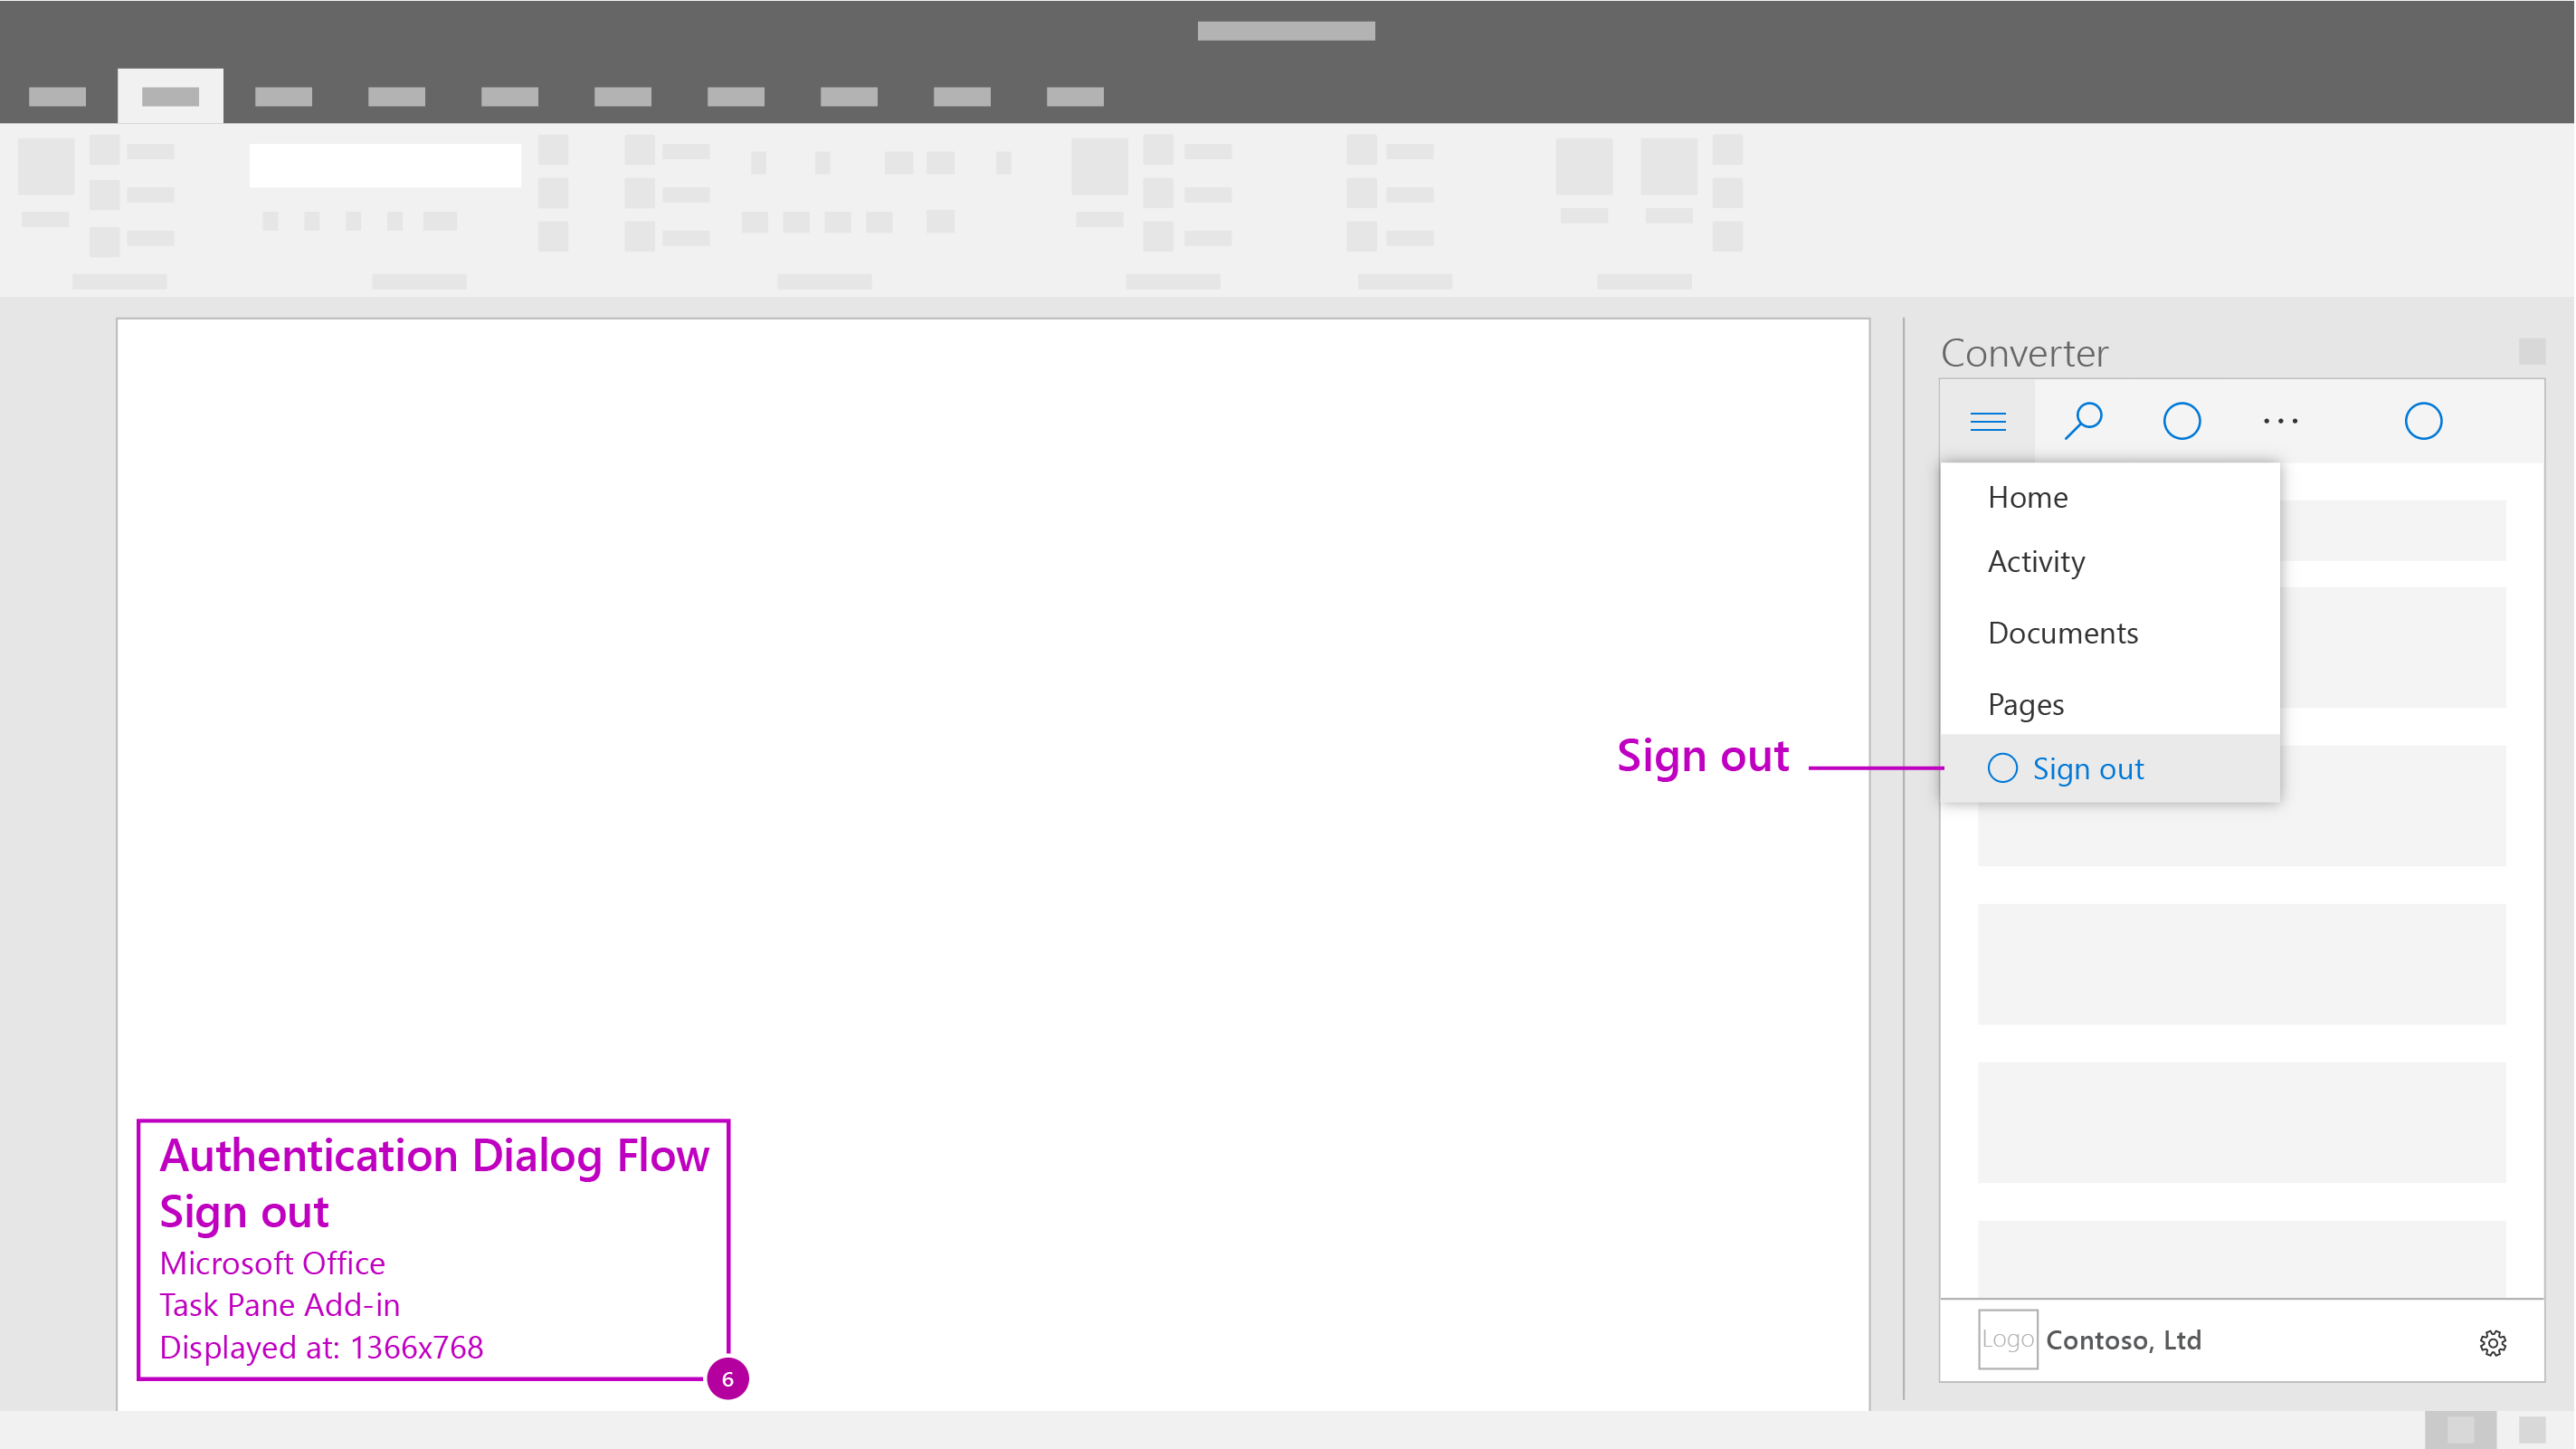 Converter
Home
Activity
Documents
Pages
Sign out
Sign out
Authentication Dialog Flow
Sign out
Microsoft Office
Task Pane Add-in
Displayed at: 1366x768
6
Logo
Contoso, Ltd